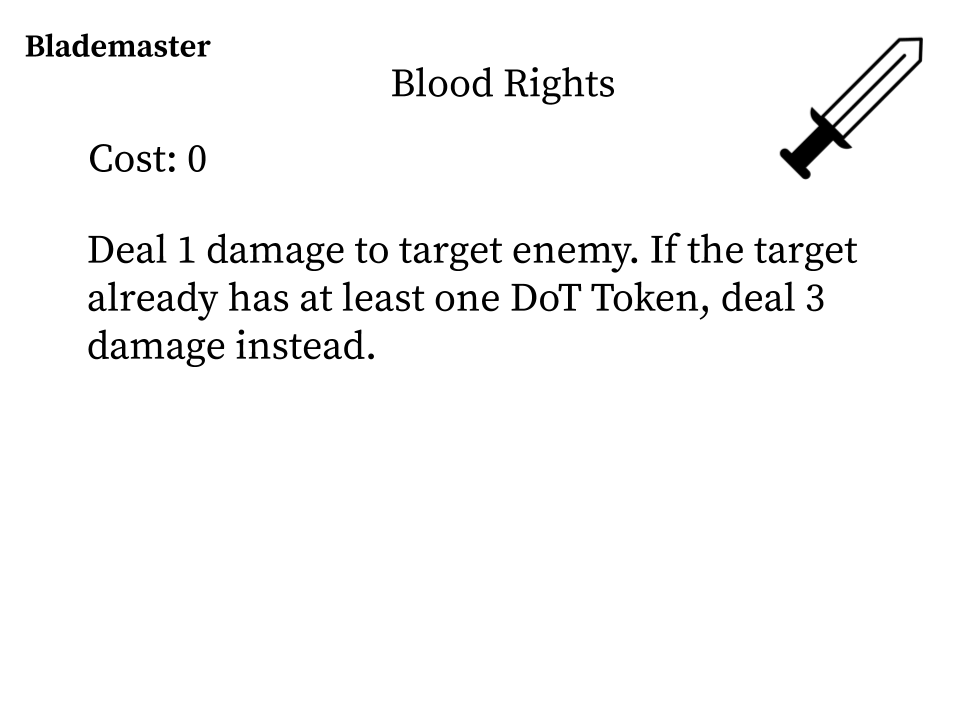 Blademaster
Blood Rights
Cost: 0
Deal 1 damage to target enemy. If the target
already has at least one DoT Token, deal 3
damage instead.